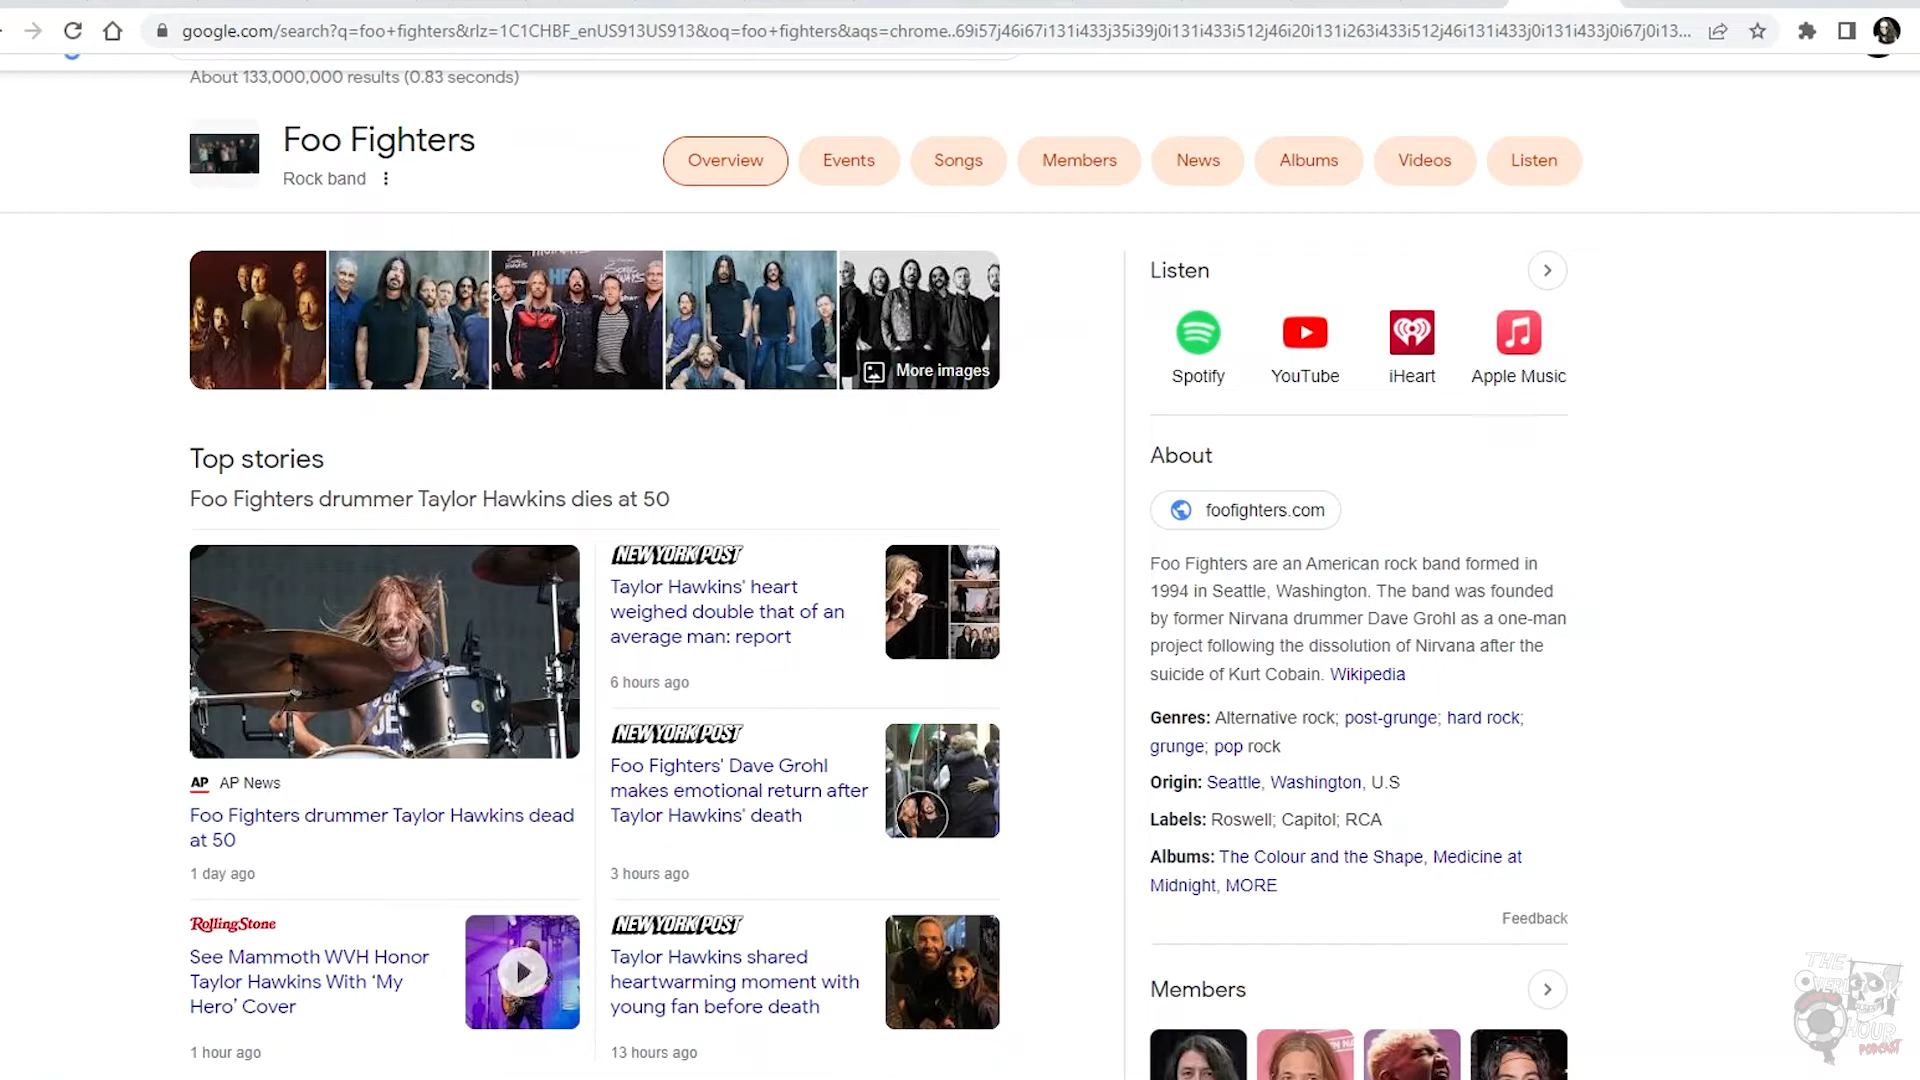 google.com/search?q=foo+fighters&rlz=1C1CHBF_enUS913US913&oq=foo+fighters&aqs=chrome..69i57j46i67i131i433j35i39j0i131i433i512j46i20i131i263i433i512j46i131i433j0i131i433j0i67j0i13...
About 133,000,000 results (0.83 seconds)
Foo Fighters
Rock band
Overview
Events
Songs
Members
News
Albums
Videos
Listen
More images
Top stories
Foo Fighters drummer Taylor Hawkins dies at 50
AP AP News
Foo Fighters drummer Taylor Hawkins dead
at 50
1 day ago
RollingStone
See Mammoth WVH Honor
Taylor Hawkins With ‘My
Hero’ Cover
1 hour ago
NEW YORK POST
Taylor Hawkins' heart
weighed double that of an
average man: report
6 hours ago
NEW YORK POST
Foo Fighters' Dave Grohl
makes emotional return after
Taylor Hawkins' death
3 hours ago
NEW YORK POST
Taylor Hawkins shared
heartwarming moment with
young fan before death
13 hours ago
Listen
Spotify
YouTube
iHeart
Apple Music
About
foofighters.com
Foo Fighters are an American rock band formed in
1994 in Seattle, Washington. The band was founded
by former Nirvana drummer Dave Grohl as a one-man
project following the dissolution of Nirvana after the
suicide of Kurt Cobain. Wikipedia
Genres: Alternative rock; post-grunge; hard rock;
grunge; pop rock
Origin: Seattle, Washington, U.S
Labels: Roswell; Capitol; RCA
Albums: The Colour and the Shape, Medicine at
Midnight, MORE
Feedback
Members
THE
OVERLOOK
HOUR
PODCAST